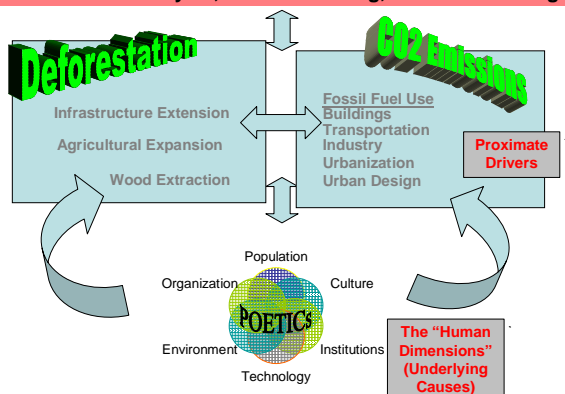 Deforestation
CO2 Emissions
Infrastructure Extension
Agricultural Expansion
Wood Extraction
Fossil Fuel Use
Buildings
Transportation
Industry
Urbanization
Urban Design
Proximate
Drivers
Population
Organization
Culture
POETICs
Environment
Institutions
Technology
The “Human
Dimensions”
(Underlying
Causes)